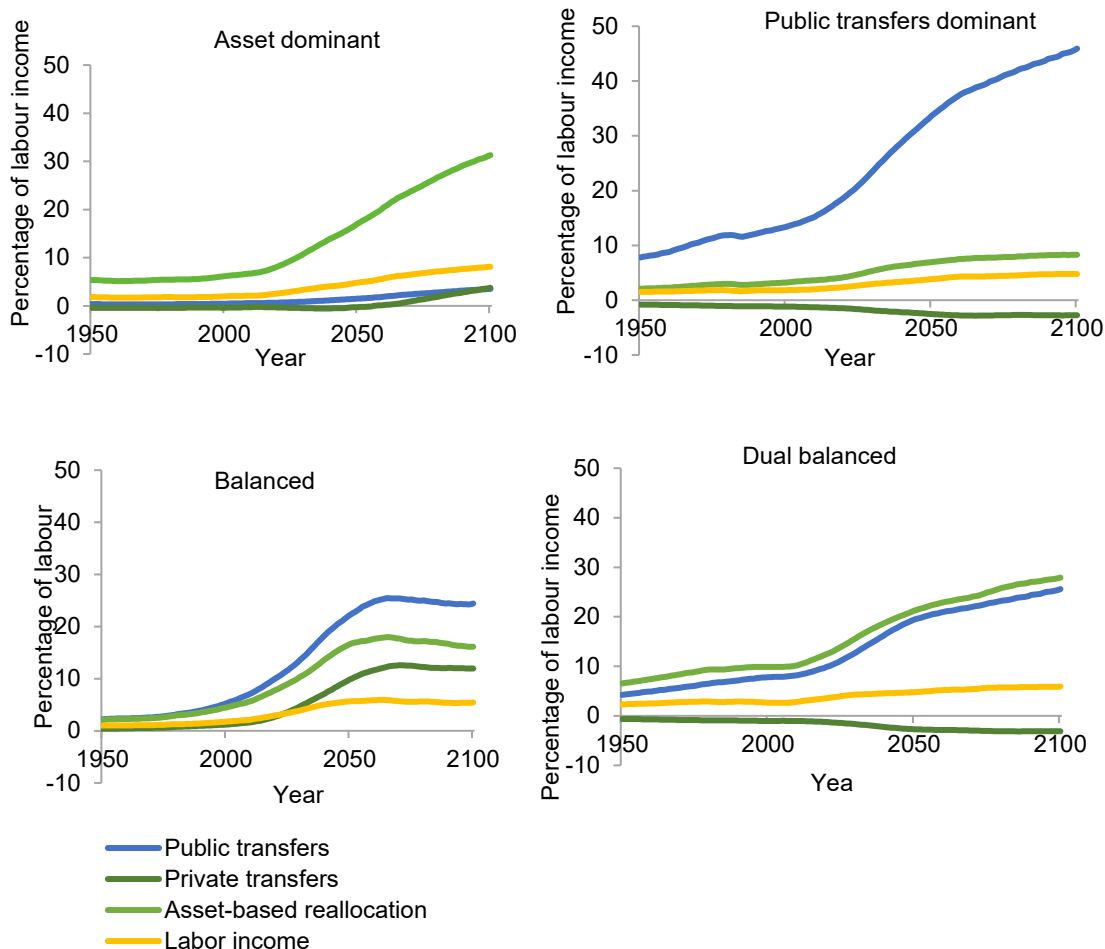 Asset dominant
Percentage of labour income
50
40
30
20
10
0
-10
1950
2000
2050
2100
Year
Public transfers dominant
Percentage of labour income
50
40
30
20
10
0
-10
1950
2000
2050
2100
Year
Balanced
Percentage of labour
50
40
30
20
10
0
-10
1950
2000
2050
2100
Year
Dual balanced
Percentage of labour income
50
40
30
20
10
0
-10
1950
2000
2050
2100
Yea
Public transfers
Private transfers
Asset-based reallocation
Labor income